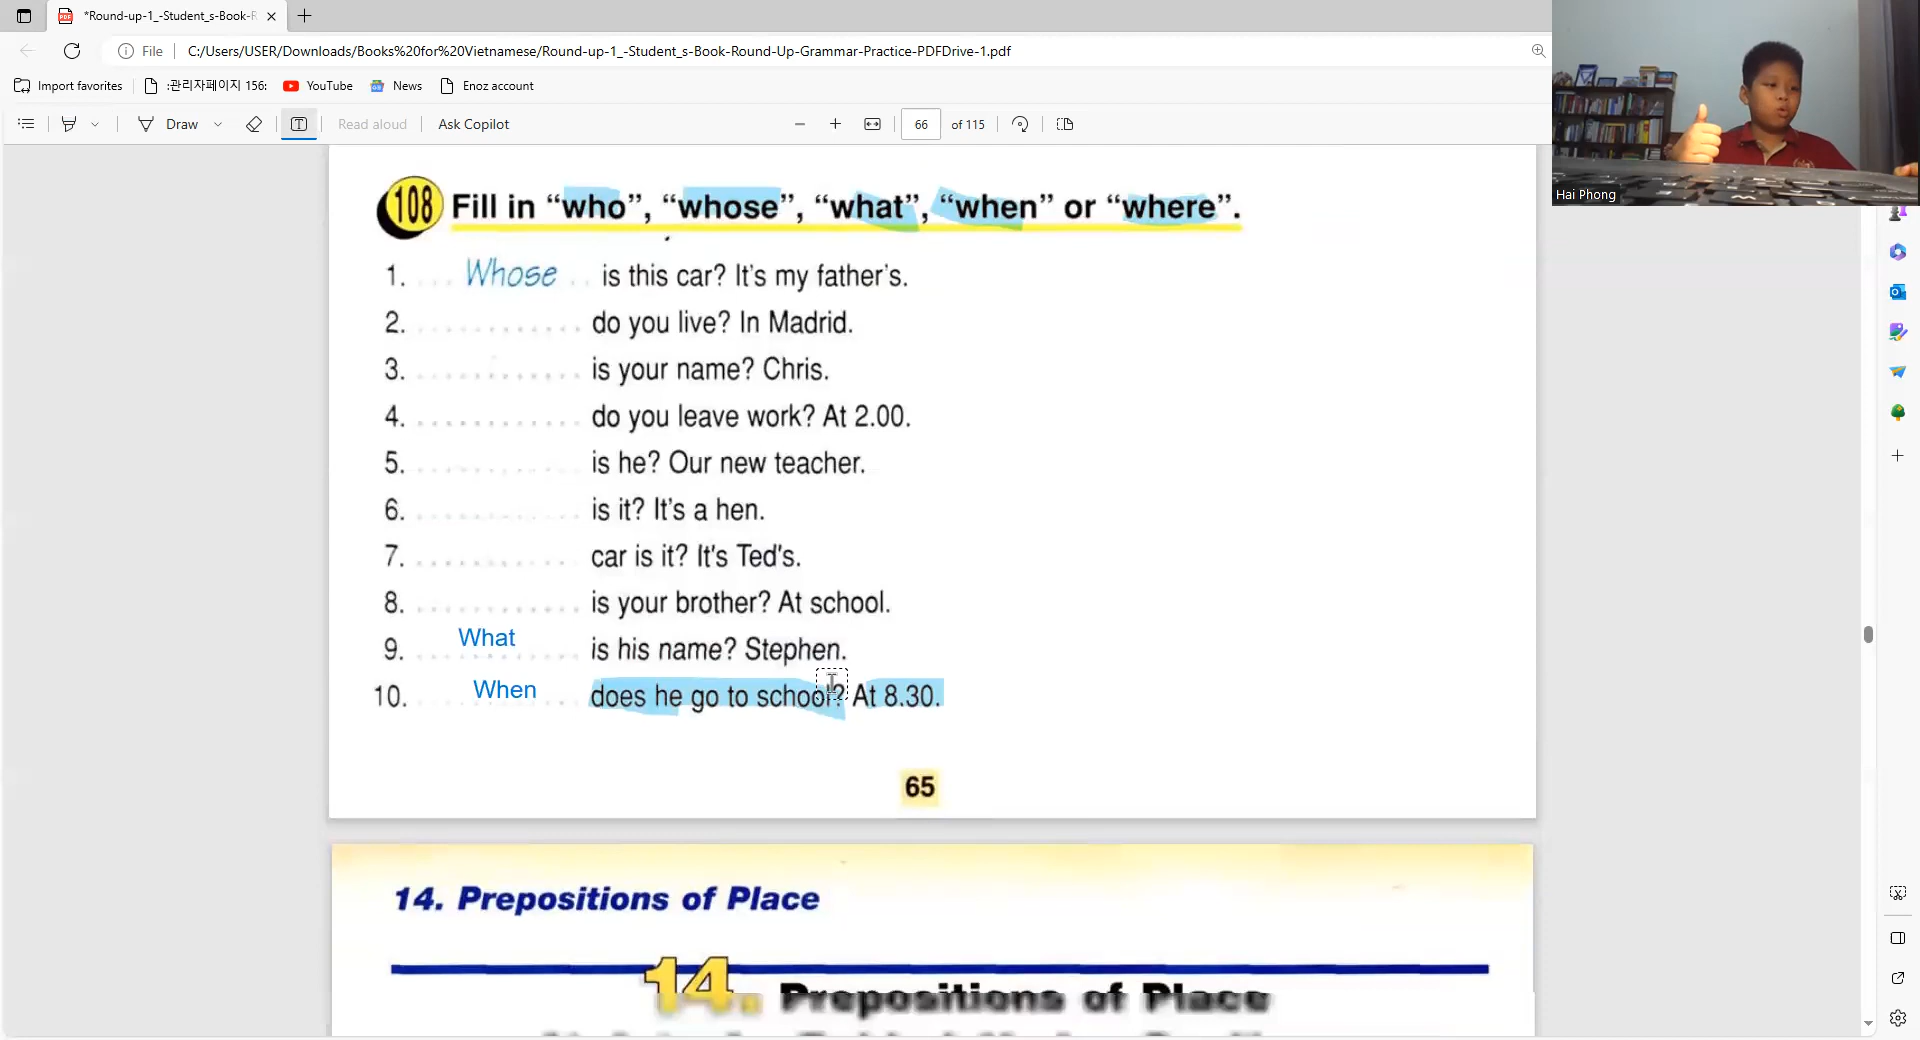 *Round-up-1_-Student_s-Book-R
File
C:/Users/USER/Downloads/Books%20for%20Vietnamese/Round-up-1_-Student_s-Book-Round-Up-Grammar-Practice-PDFDrive-1.pdf
Import favorites
:관리자페이지 156:
YouTube
News
Enoz account
Draw
Read aloud
Ask Copilot
66
of 115
Hai Phong
108 Fill in “who”, “whose”, “what”, “when” or “where”.
1. ... Whose .. is this car? It's my father's.
2. ............ do you live? In Madrid.
3. ............ is your name? Chris.
4. ............ do you leave work? At 2.00.
5. ............ is he? Our new teacher.
6. ............ is it? It's a hen.
7. ............ car is it? It's Ted's.
8. ............ is your brother? At school.
9. What is his name? Stephen.
10. When does he go to school? At 8.30.
65
14. Prepositions of Place
14. Prepositions of Place